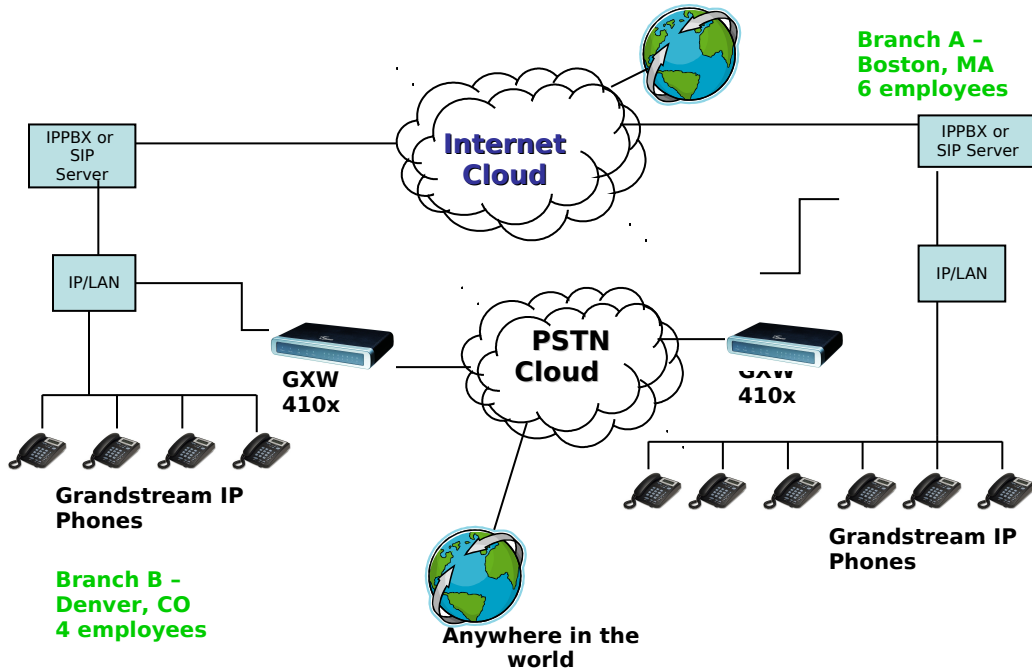 Branch A –
Boston, MA
6 employees
IPPBX or
SIP
Server
Internet
Cloud
IPPBX or
SIP Server
IP/LAN
IP/LAN
PSTN
Cloud
GXW
410x
GXW
410x
Grandstream IP
Phones
Grandstream IP
Phones
Branch B –
Denver, CO
4 employees
Anywhere in the
world